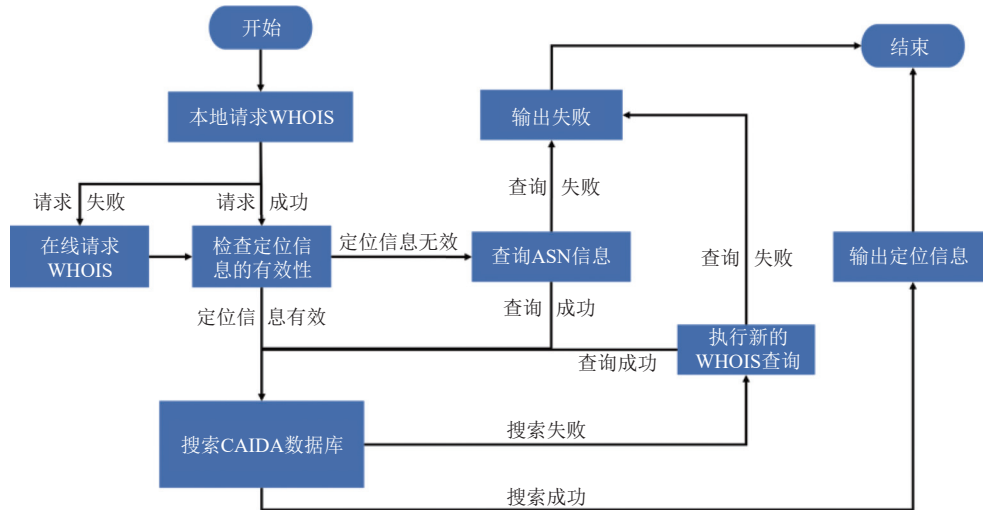 开始
结束
本地请求WHOIS
输出失败
请求 失败
请求 成功
查询 失败
在线请求
WHOIS
检查定位信
息的有效性
定位信息无效
查询ASN信息
查询 失败
输出定位信息
定位信 息有效
查询 成功
执行新的
WHOIS查询
查询成功
搜索CAIDA数据库
搜索失败
搜索成功